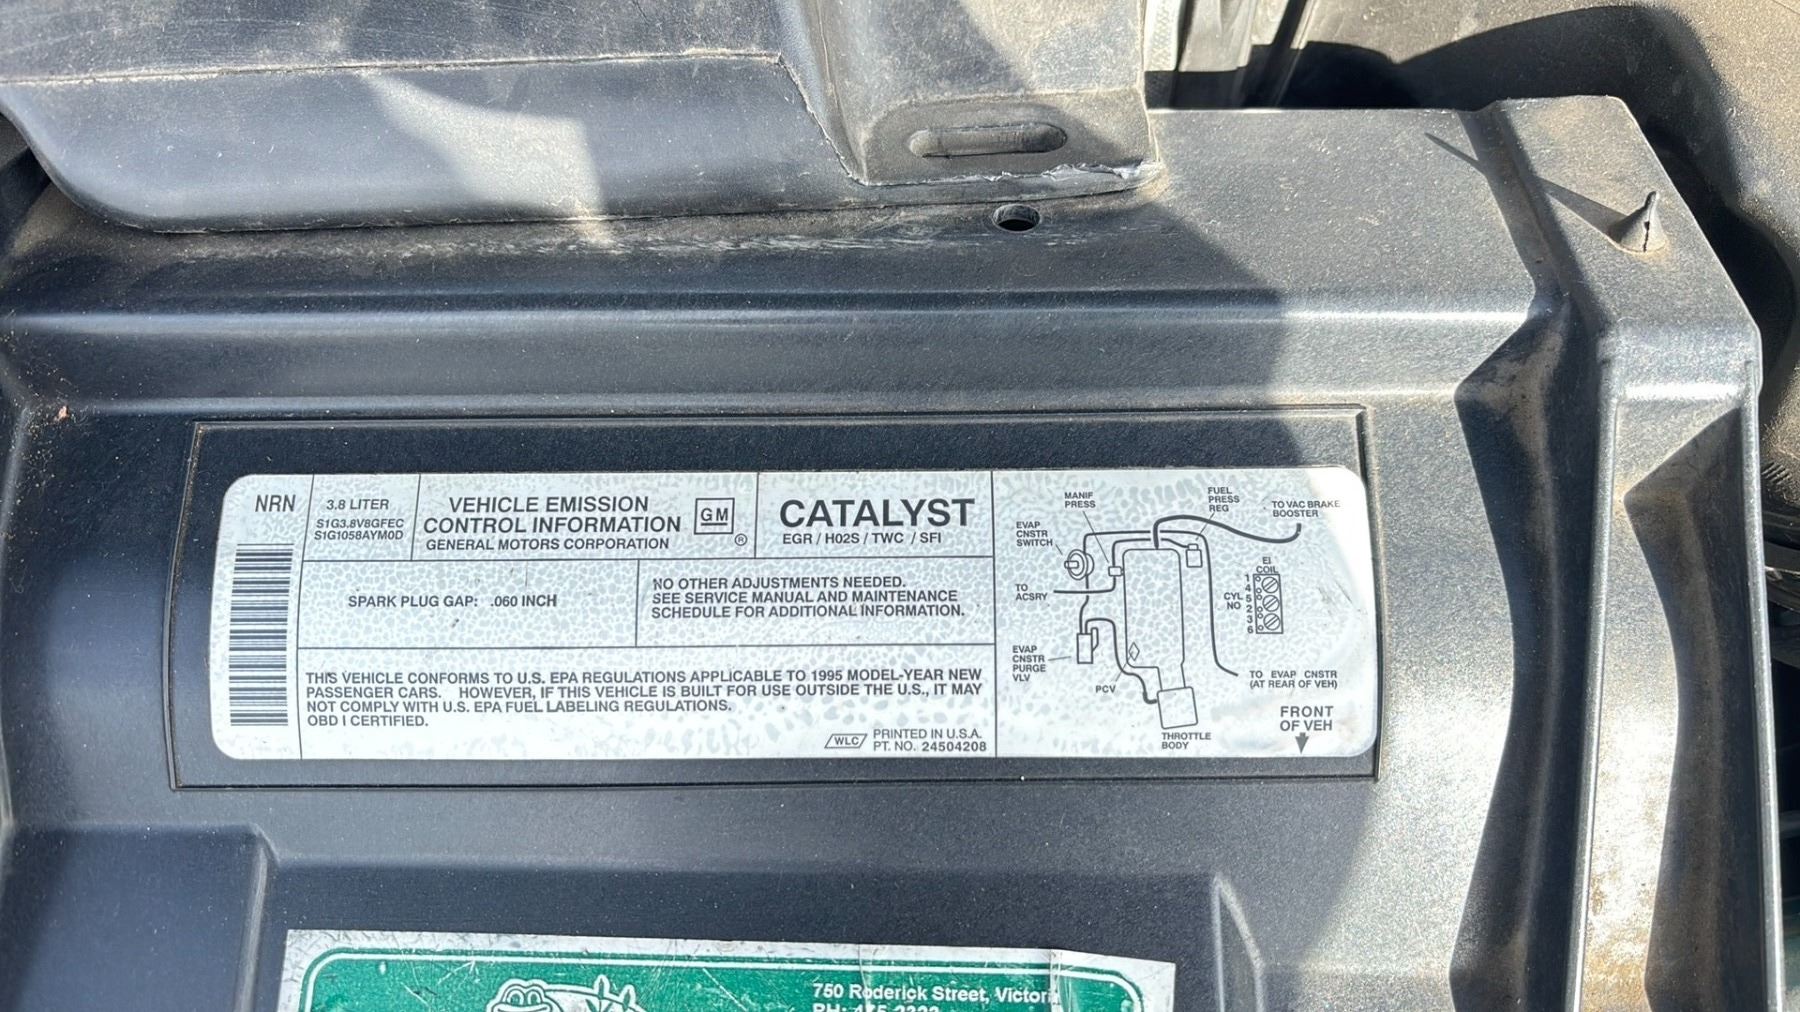 NRN
3.8 LITER
S1G3.8V8GFEC
S1G1058AYM0D
VEHICLE EMISSION
CONTROL INFORMATION
GENERAL MOTORS CORPORATION
GM
®
CATALYST
EGR / H02S / TWC / SFI
SPARK PLUG GAP: .060 INCH
NO OTHER ADJUSTMENTS NEEDED.
SEE SERVICE MANUAL AND MAINTENANCE
SCHEDULE FOR ADDITIONAL INFORMATION.
THIS VEHICLE CONFORMS TO U.S. EPA REGULATIONS APPLICABLE TO 1995 MODEL-YEAR NEW
PASSENGER CARS. HOWEVER, IF THIS VEHICLE IS BUILT FOR USE OUTSIDE THE U.S., IT MAY
NOT COMPLY WITH U.S. EPA FUEL LABELING REGULATIONS.
OBD I CERTIFIED.
WLC
PRINTED IN U.S.A.
PT. NO. 24504208
MANIF
PRESS
FUEL
PRESS
REG
TO VAC BRAKE
BOOSTER
EVAP
CNSTR
SWITCH
TO
ACSRY
EI
COIL
CYL
NO
1
4
5
2
3
6
EVAP
CNSTR
PURGE
VLV
PCV
TO EVAP CNSTR
(AT REAR OF VEH)
THROTTLE
BODY
FRONT
OF VEH
750 Roderick Street, Victoria
PH: 475-2332